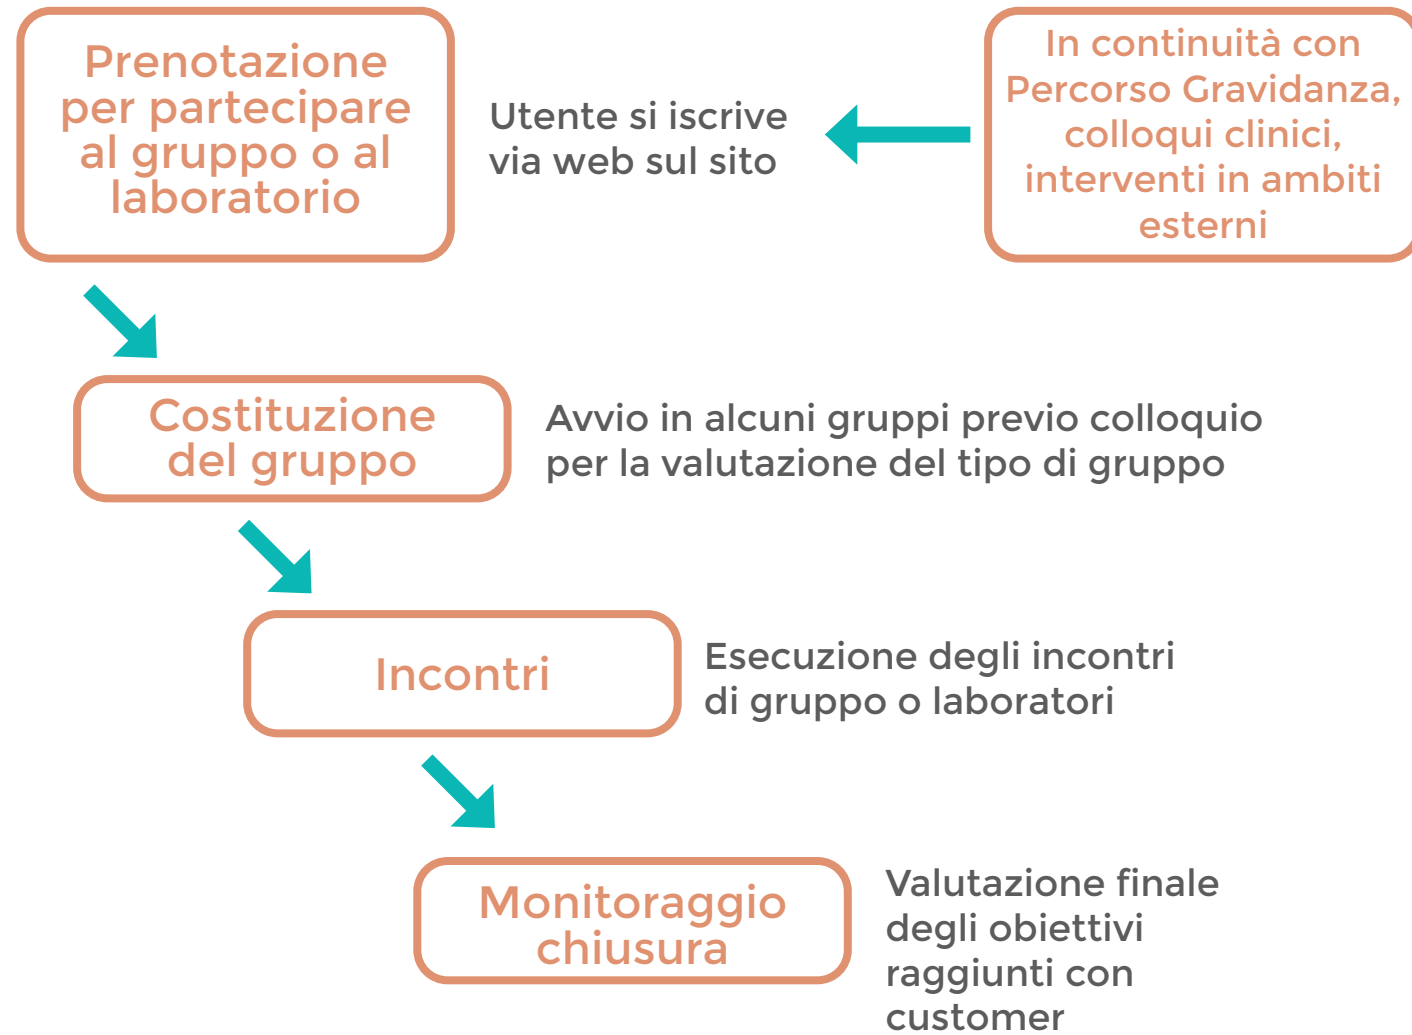 Prenotazione
per partecipare
al gruppo o al
laboratorio
Utente si iscrive
via web sul sito
In continuità con
Percorso Gravidanza,
colloqui clinici,
interventi in ambiti
esterni
Costituzione
del gruppo
Avvio in alcuni gruppi previo colloquio
per la valutazione del tipo di gruppo
Incontri
Esecuzione degli incontri
di gruppo o laboratori
Monitoraggio
chiusura
Valutazione finale
degli obiettivi
raggiunti con
customer